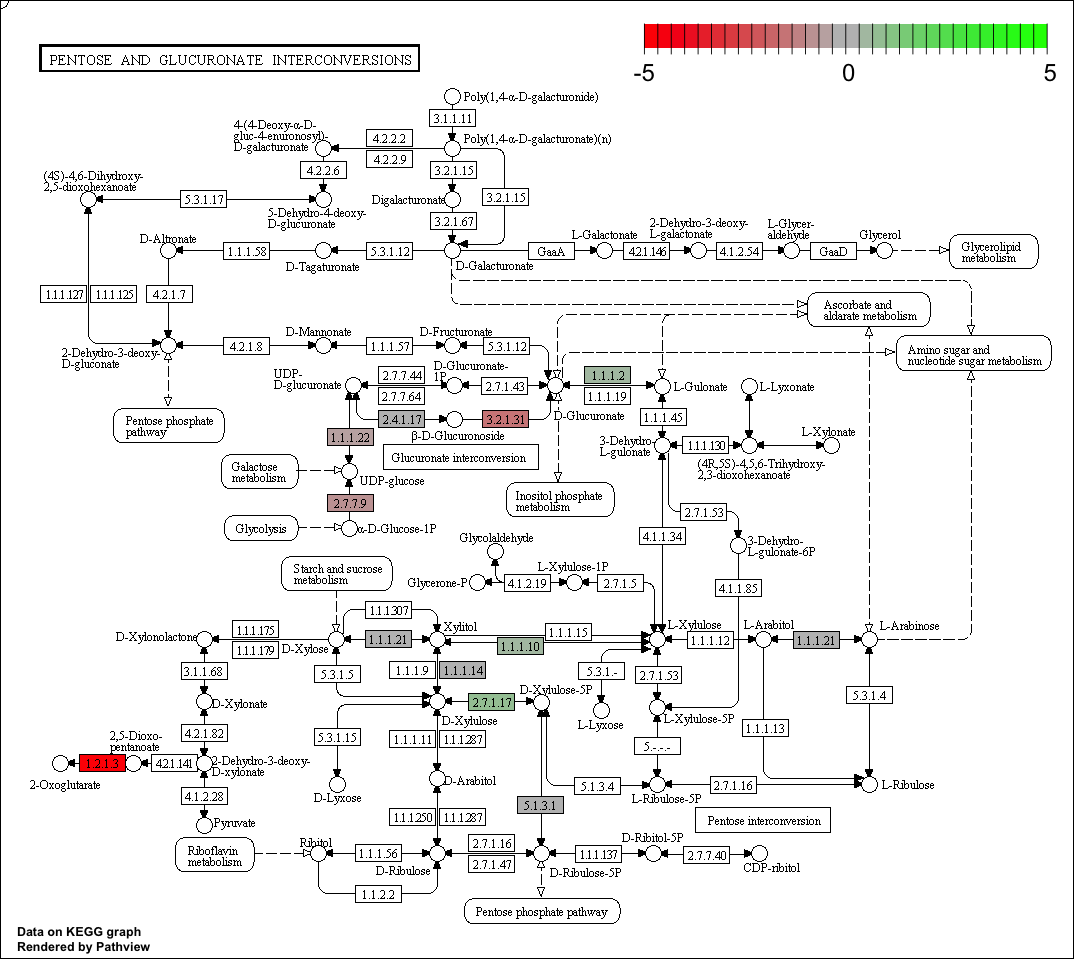 PENTOSE AND GLUCURONATE INTERCONVERSIONS
-5
0
5
Poly(1,4-α-D-galacturonide)
3.1.1.11
4-(4-Deoxy-α-D-
gluc-4-enuronosyl)-
D-galacturonate
4.2.2.2
4.2.2.9
Poly(1,4-α-D-galacturonate)(n)
4.2.2.6
3.2.1.15
3.2.1.15
(4S)-4,6-Dihydroxy-
2,5-dioxohexanoate
5.3.1.17
5-Dehydro-4-deoxy-
D-glucuronate
Digalacturonate
3.2.1.67
D-Altronate
1.1.1.58
D-Tagaturonate
5.3.1.12
D-Galacturonate
GaaA
L-Galactonate
4.2.1.146
2-Dehydro-3-deoxy-
L-galactonate
4.1.2.54
L-Glycer-
aldehyde
GaaD
Glycerol
Glycerolipid
metabolism
1.1.1.127
1.1.1.125
4.2.1.7
Ascorbate and
aldarate metabolism
Amino sugar and
nucleotide sugar metabolism
2-Dehydro-3-deoxy-
D-gluconate
4.2.1.8
D-Mannonate
1.1.1.57
D-Fructuronate
5.3.1.12
Pentose phosphate
pathway
UDP-
D-glucuronate
2.7.7.44
2.7.7.64
D-Glucuronate-
1P
2.7.1.43
D-Glucuronate
1.1.1.2
1.1.1.19
L-Gulonate
L-Lyxonate
2.4.1.17
β-D-Glucuronoside
3.2.1.31
1.1.1.22
Glucuronate interconversion
1.1.1.45
3-Dehydro-
L-gulonate
1.1.1.130
(4R,5S)-4,5,6-Trihydroxy-
2,3-dioxohexanoate
L-Xylonate
Galactose
metabolism
UDP-glucose
2.7.7.9
Glycolysis
α-D-Glucose-1P
Inositol phosphate
metabolism
2.7.1.53
4.1.1.34
3-Dehydro-
L-gulonate-6P
4.1.1.85
Glycolaldehyde
Glycerone-P
4.1.2.19
L-Xylulose-1P
2.7.1.5
Starch and sucrose
metabolism
1.1.1307
D-Xylonolactone
1.1.1.175
1.1.1.179
D-Xylose
1.1.1.21
Xylitol
1.1.1.15
1.1.1.10
L-Xylulose
1.1.1.12
L-Arabitol
1.1.1.21
L-Arabinose
3.1.1.68
5.3.1.5
1.1.1.9
1.1.1.14
5.3.1.-
2.7.1.53
5.3.1.4
D-Xylonate
D-Xylulose
2.7.1.17
D-Xylulose-5P
L-Lyxose
L-Xylulose-5P
1.1.1.13
4.2.1.82
5.3.1.15
1.1.1.11
1.1.1287
5.-.-.-
2,5-Dioxo-
pentanoate
2-Oxoglutarate
1.2.1.3
4.2.1.141
2-Dehydro-3-deoxy-
D-xylonate
D-Lyxose
D-Arabitol
5.1.3.4
L-Ribulose-5P
2.7.1.16
L-Ribulose
4.1.2.28
Pyruvate
1.1.1250
1.1.1287
5.1.3.1
Pentose interconversion
Riboflavin
metabolism
Ribitol
1.1.1.56
D-Ribulose
2.7.1.16
2.7.1.47
D-Ribulose-5P
1.1.1.137
D-Ribitol-5P
2.7.7.40
CDP-ribitol
1.1.2.2
Pentose phosphate pathway
Data on KEGG graph
Rendered by Pathview